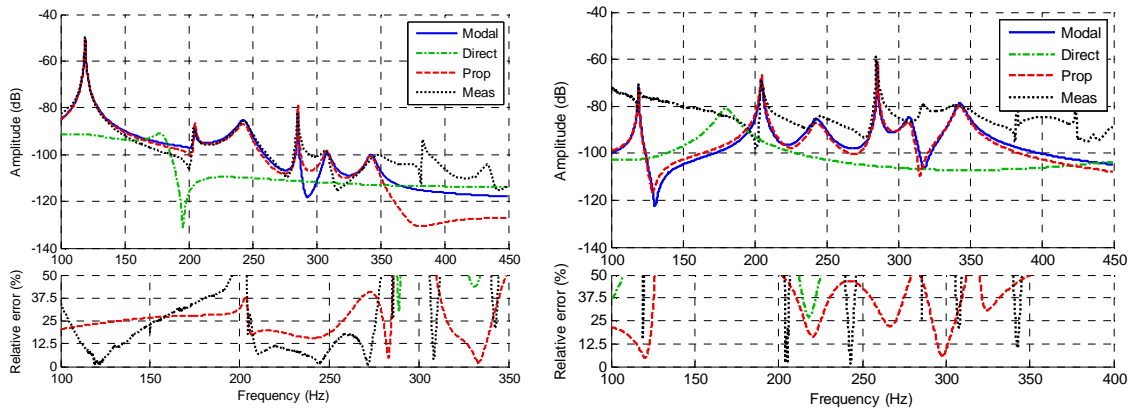 -40
-60
-80
-100
-120
-140
Amplitude (dB)
100 150 200 250 300 350 400 450
Modal
Direct
Prop
Meas
50
37.5
25
12.5
0
Relative error (%)
100 150 200 250 300 350
Frequency (Hz)
-40
-60
-80
-100
-120
-140
Amplitude (dB)
100 150 200 250 300 350 400 450
Modal
Direct
Prop
Meas
50
37.5
25
12.5
0
Relative error (%)
100 150 200 250 300 350 400
Frequency (Hz)